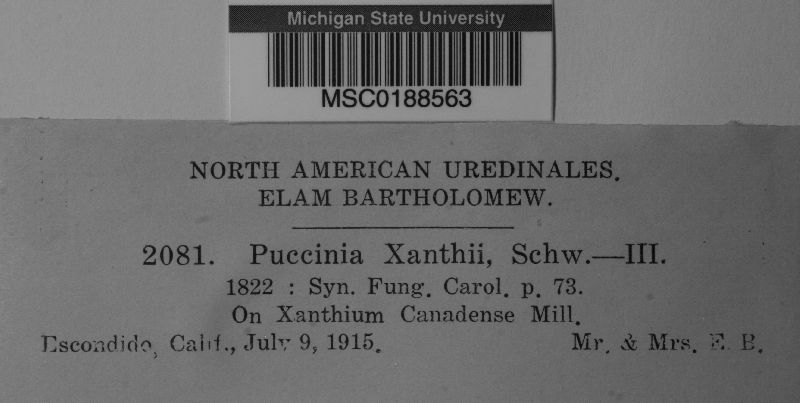 Michigan State University
MSC0188563
NORTH AMERICAN UREDINALES.
ELAM BARTHOLOMEW.
2081. Puccinia Xanthii, Schw.—III.
1822 : Syn. Fung. Carol. p. 73.
On Xanthium Canadense Mill.
Escondido, Calif., July 9, 1915. Mr. & Mrs. E. B.